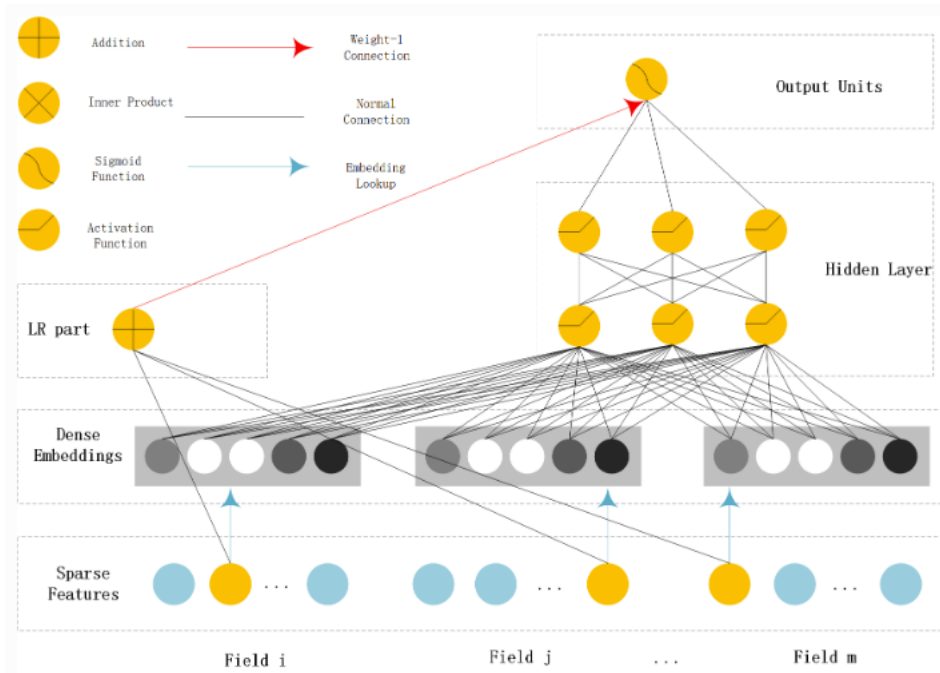 Addition
Weight-1
Connection
Inner Product
Normal
Connection
Sigmoid
Function
Embedding
Lookup
Activation
Function
Output Units
Hidden Layer
LR part
Dense
Embeddings
Sparse
Features
...
...
...
...
Field i
Field j
...
Field m